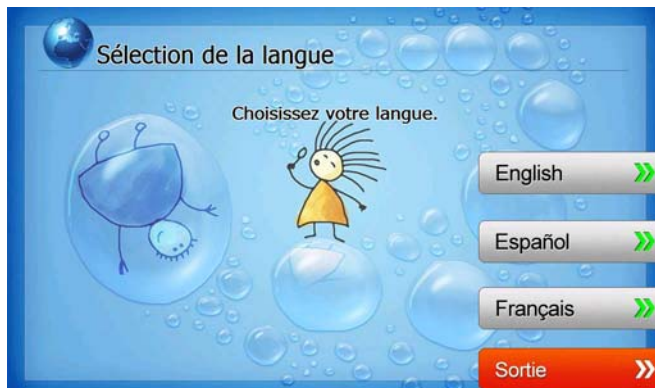 Sélection de la langue
Choisissez votre langue.
English
Español
Français
Sortie